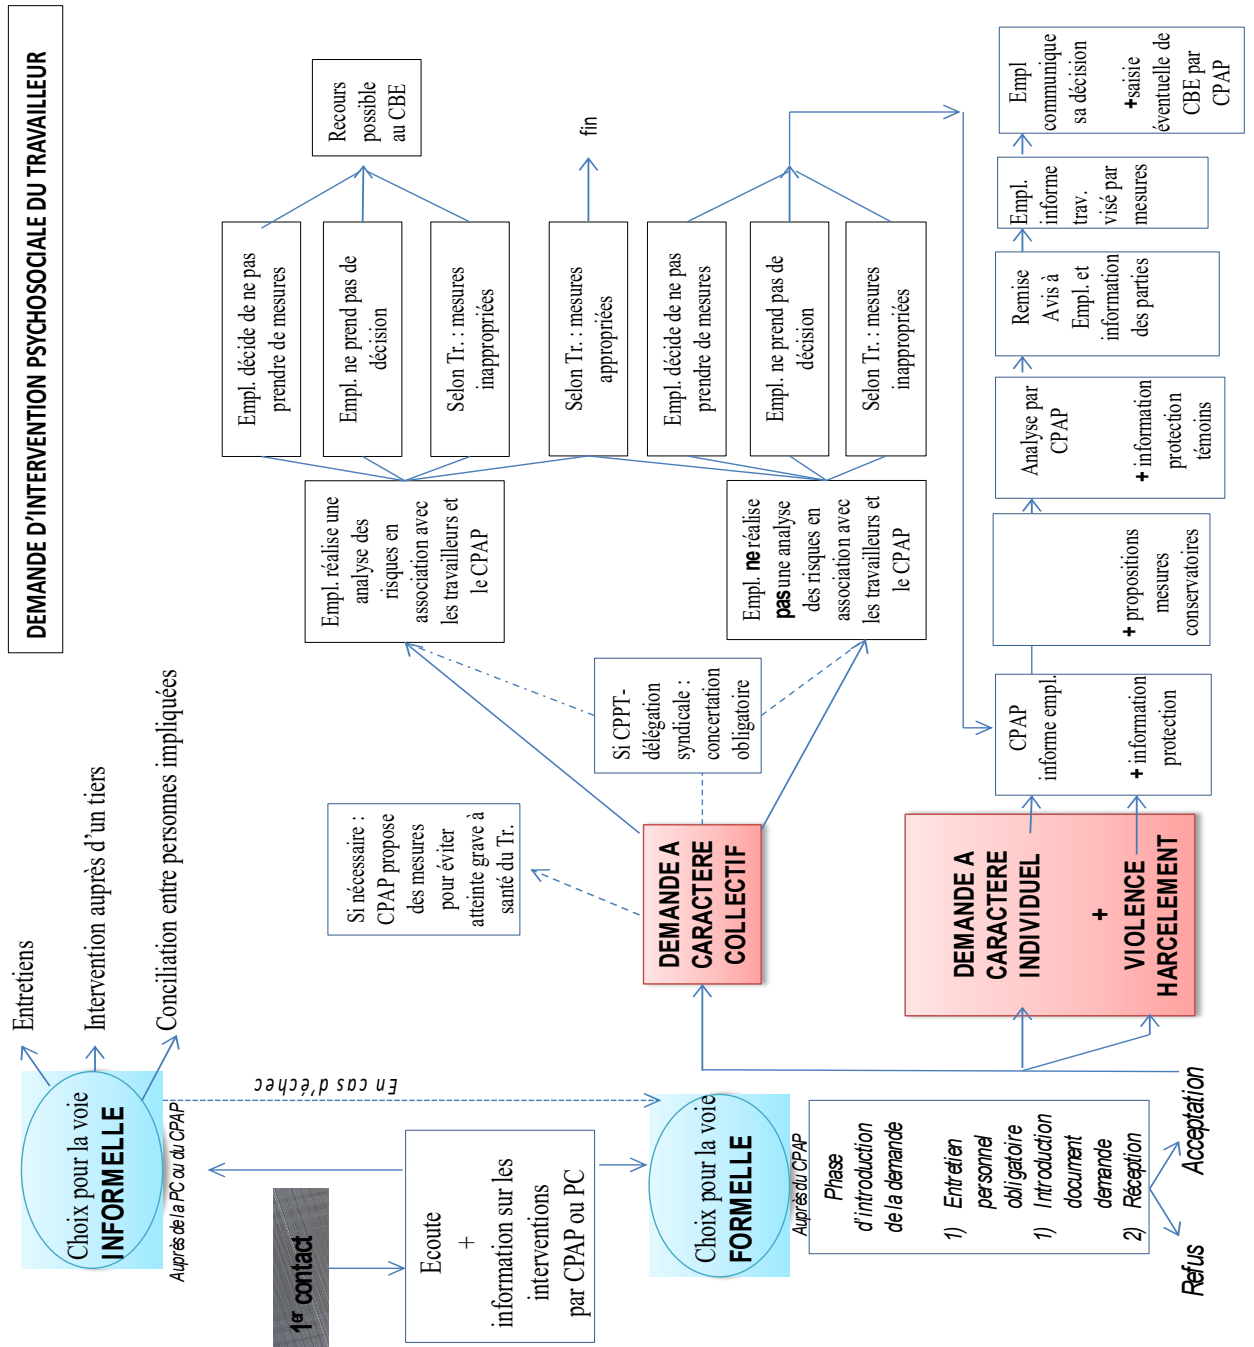 DEMANDE D'INTERVENTION PSYCHOSOCIALE DU TRAVAILLEUR
1er contact
Ecoute
+
information sur les
interventions
par CPAP ou PC
Choix pour la voie
INFORMELLE
Auprès de la PC ou du CPAP
Entretiens
Intervention auprès d'un tiers
Conciliation entre personnes impliquées
En cas d'échec
Choix pour la voie
FORMELLE
Auprès du CPAP
Phase
d'introduction
de la demande
1) Entretien
personnel
obligatoire
1) Introduction
document
demande
2) Réception
Refus
Acceptation
DEMANDE A
CARACTERE
COLLECTIF
Si nécessaire :
CPAP propose
des mesures
pour éviter
atteinte grave à
santé du Tr.
Si CPPT-
délégation
syndicale :
concertation
obligatoire
Empl. réalise une
analyse des
risques en
association avec
les travailleurs et
le CPAP
Empl. ne réalise
pas une analyse
des risques en
association avec
les travailleurs et
le CPAP
Empl. décide de ne pas
prendre de mesures
Empl. ne prend pas de
décision
Selon Tr. : mesures
inappropriées
Selon Tr. : mesures
appropriées
Empl. décide de ne pas
prendre de mesures
Empl. ne prend pas de
décision
Selon Tr. : mesures
inappropriées
Recours
possible
au CBE
fin
DEMANDE A
CARACTERE
INDIVIDUEL
+
VIOLENCE
HARCELEMENT
CPAP
informe empl.
+ information
protection
+ propositions
mesures
conservatoires
Analyse par
CPAP
+ information
protection
témoins
Remise
Avis à
Empl. et
information
des parties
Empl.
informe
trav.
visé par
mesures
Empl
communique
sa décision
+saisie
éventuelle de
CBE par
CPAP